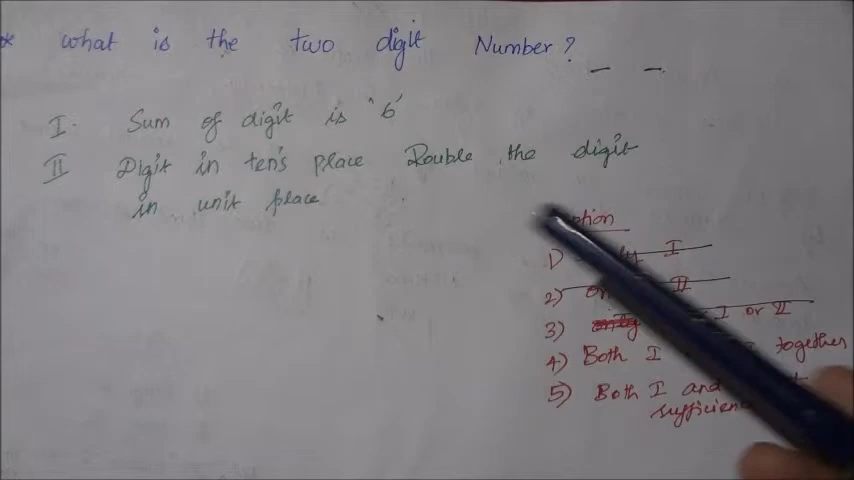 * what is the two digit Number? _ _
I. Sum of digit is '6'
II Digit in ten's place Double the digit
in unit place
1) I
2) II
3) I or II
4) Both I together
5) Both I and